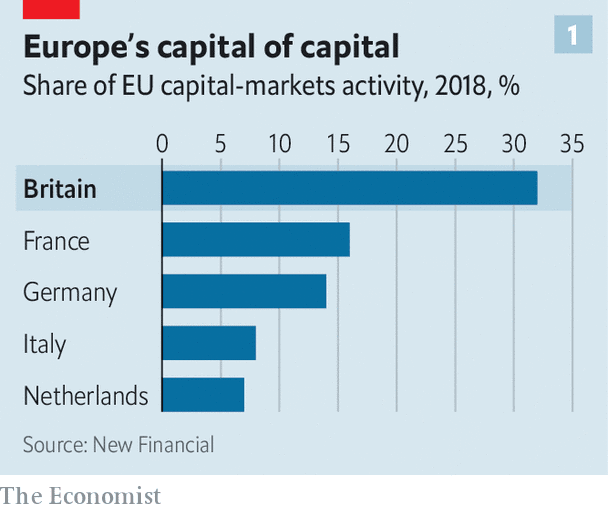 Europe's capital of capital
1
Share of EU capital-markets activity, 2018, %
0 5 10 15 20 25 30 35
Britain
France
Germany
Italy
Netherlands
Source: New Financial
The Economist